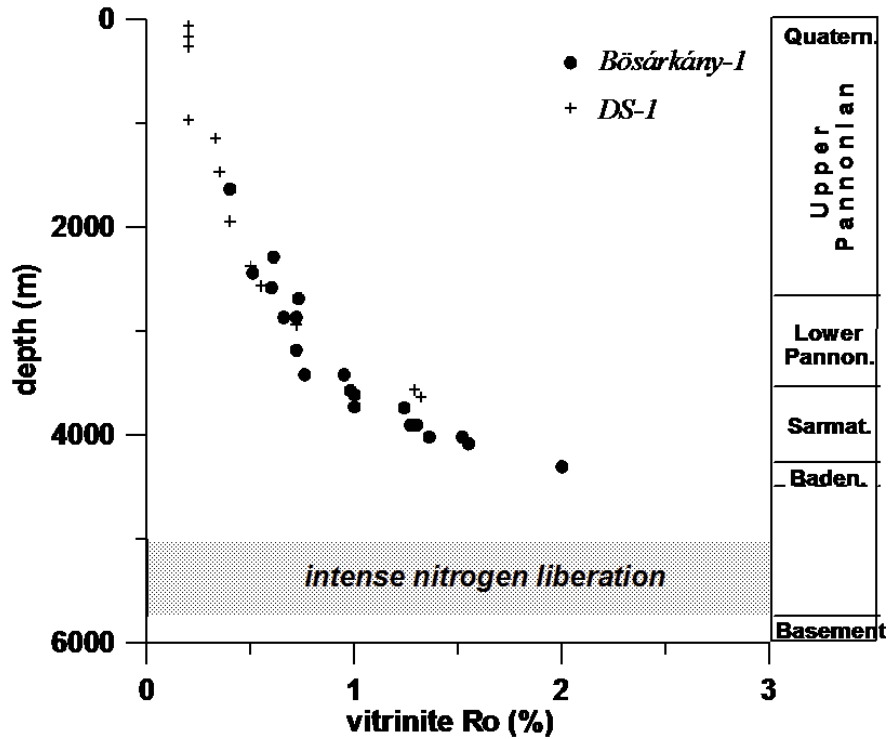 0
2000
4000
6000
depth (m)
Bösárkány-1
DS-1
intense nitrogen liberation
0
1
2
3
vitrinite Ro (%)
Quatern.
Upper
Pannonian
Lower
Pannon.
Sarmat.
Baden.
Basement